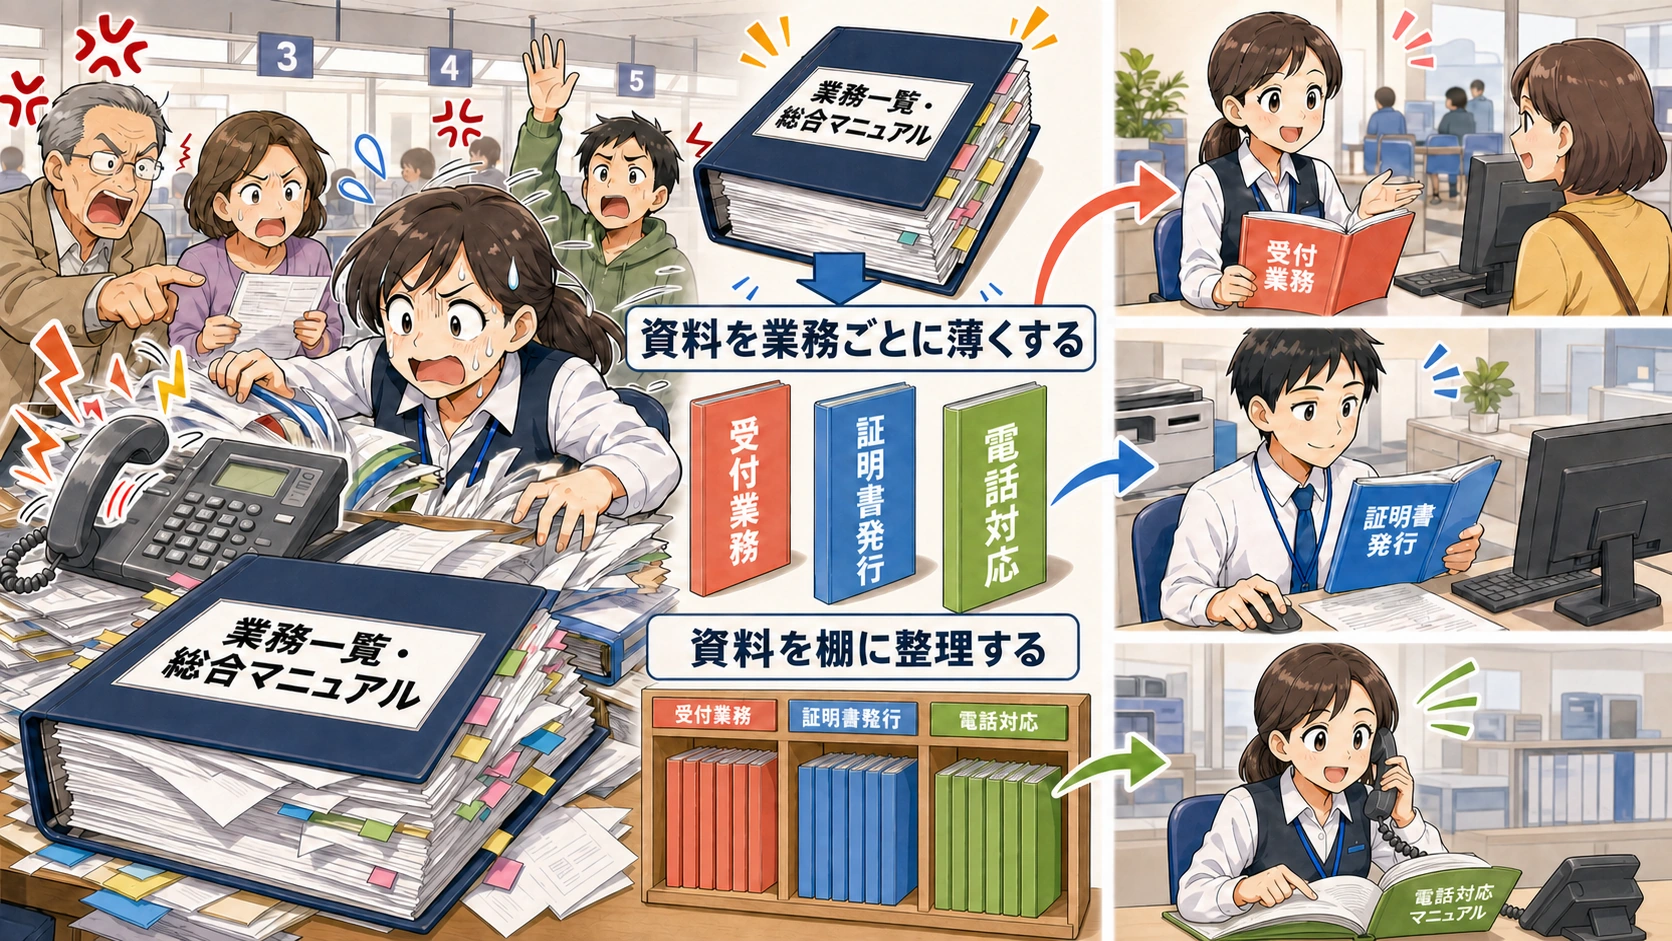 3
4
5
業務一覧・
総合マニュアル
業務一覧・
総合マニュアル
資料を業務ごとに薄くする
受付業務
証明書発行
電話対応
資料を棚に整理する
受付業務
証明書発行
電話対応
受付
業務
証明書
発行
電話対応
マニュアル